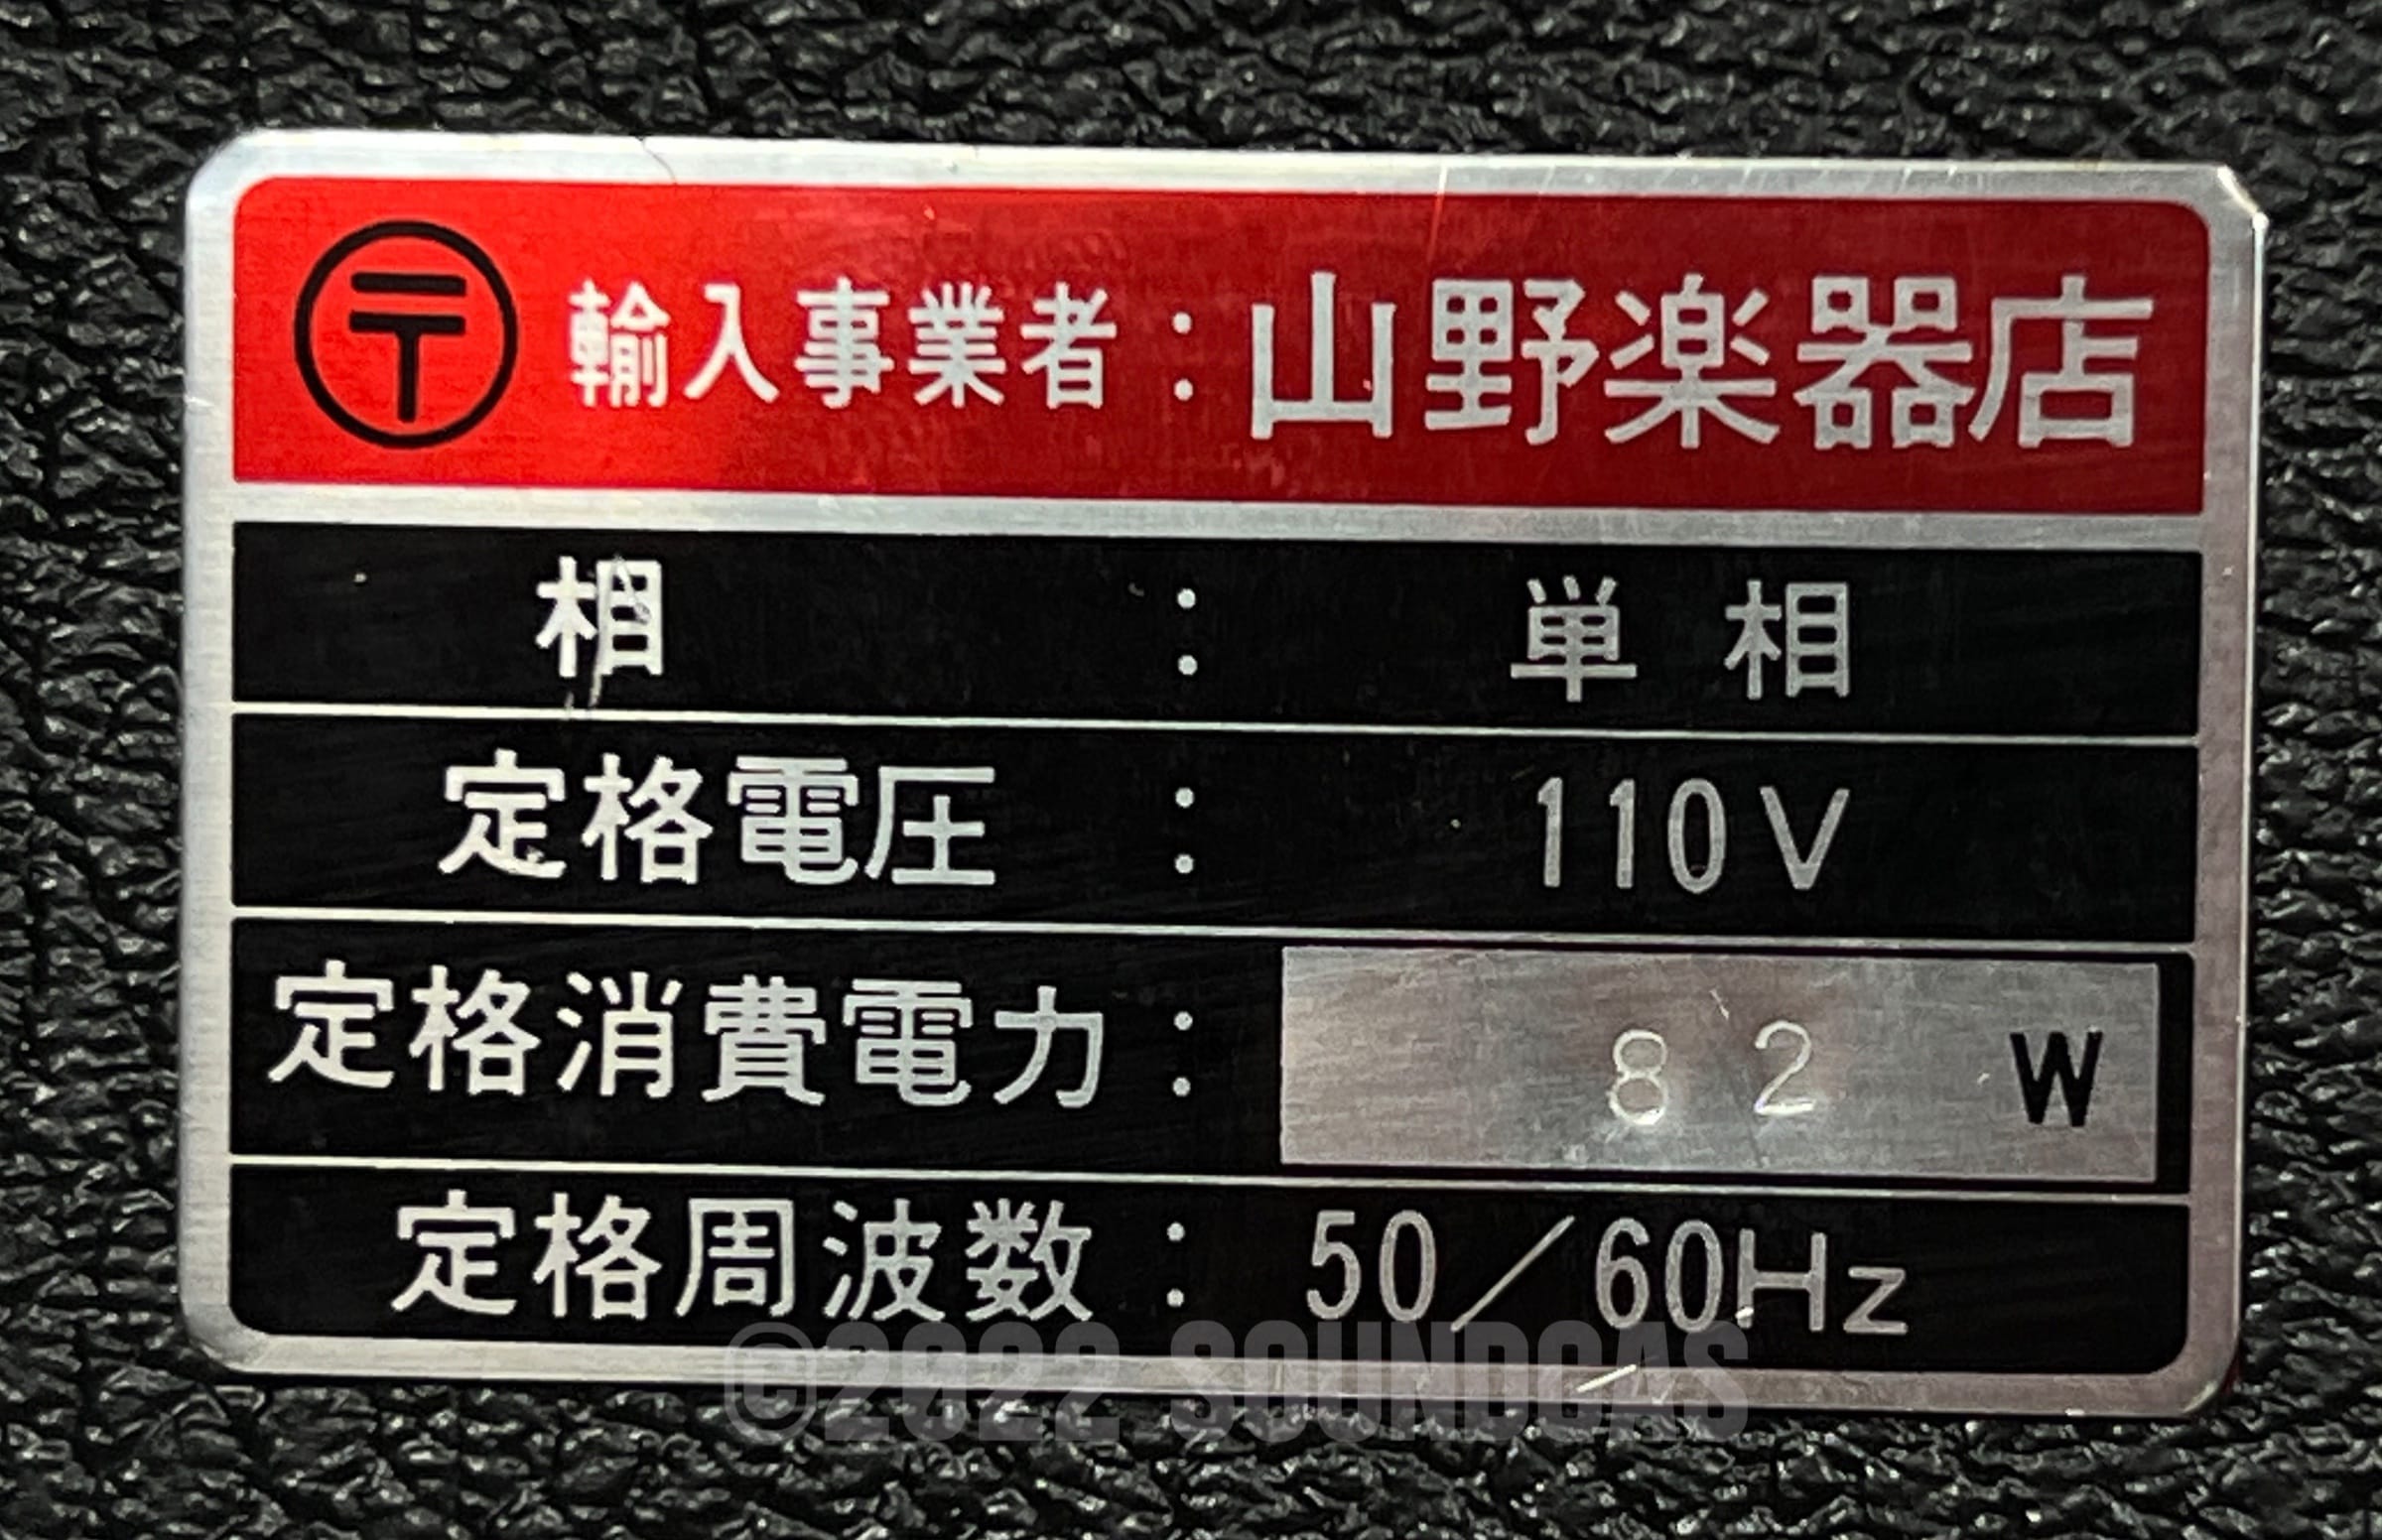 〒 輸入事業者：山野楽器店
相：単相
定格電圧：110V
定格消費電力：82 W
定格周波数：50／60Hz
©2022 SOUNDGAS